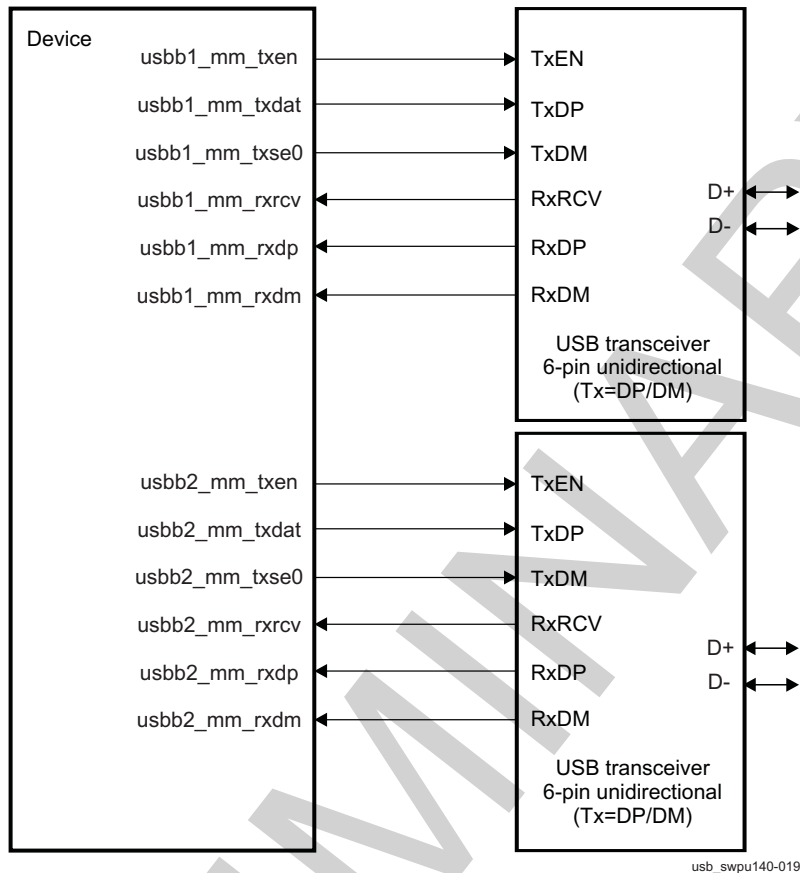 Device
usbb1_mm_txen
TxEN
usbb1_mm_txdat
TxDP
usbb1_mm_txse0
TxDM
usbb1_mm_rxrcv
RxRCV
D+
usbb1_mm_rxdp
RxDP
D-
usbb1_mm_rxdm
RxDM
USB transceiver
6-pin unidirectional
(Tx=DP/DM)
usbb2_mm_txen
TxEN
usbb2_mm_txdat
TxDP
usbb2_mm_txse0
TxDM
usbb2_mm_rxrcv
RxRCV
D+
usbb2_mm_rxdp
RxDP
D-
usbb2_mm_rxdm
RxDM
USB transceiver
6-pin unidirectional
(Tx=DP/DM)
usb_swpu140-019